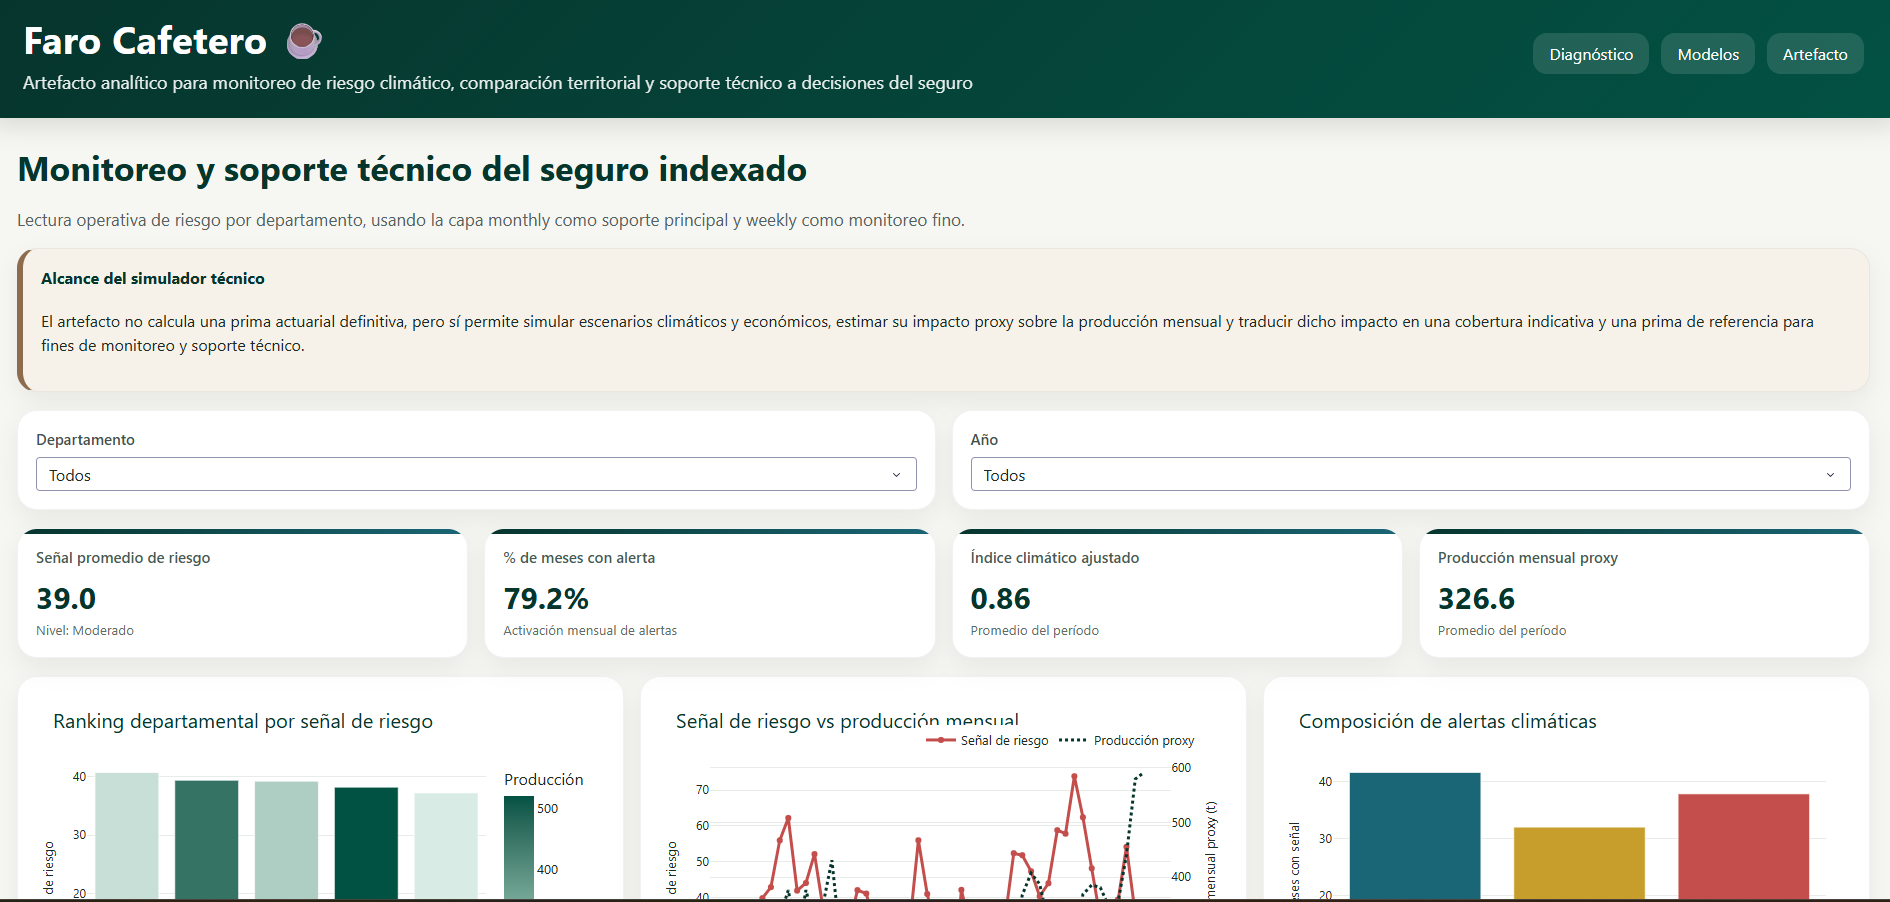 Faro Cafetero
Artefacto analítico para monitoreo de riesgo climático, comparación territorial y soporte técnico a decisiones del seguro
Diagnóstico
Modelos
Artefacto
Monitoreo y soporte técnico del seguro indexado
Lectura operativa de riesgo por departamento, usando la capa monthly como soporte principal y weekly como monitoreo fino.
Alcance del simulador técnico
El artefacto no calcula una prima actuarial definitiva, pero sí permite simular escenarios climáticos y económicos, estimar su impacto proxy sobre la producción mensual y traducir dicho impacto en una cobertura indicativa y una prima de referencia para
fines de monitoreo y soporte técnico.
Departamento
Todos
Año
Todos
Señal promedio de riesgo
39.0
Nivel: Moderado
% de meses con alerta
79.2%
Activación mensual de alertas
Índice climático ajustado
0.86
Promedio del período
Producción mensual proxy
326.6
Promedio del período
Ranking departamental por señal de riesgo
40
30
20
de riesgo
Producción
500
400
Señal de riesgo vs producción mensual
Señal de riesgo
Producción proxy
70
60
50
40
de riesgo
600
500
400
mensual proxy (t)
Composición de alertas climáticas
40
30
20
ses con señal